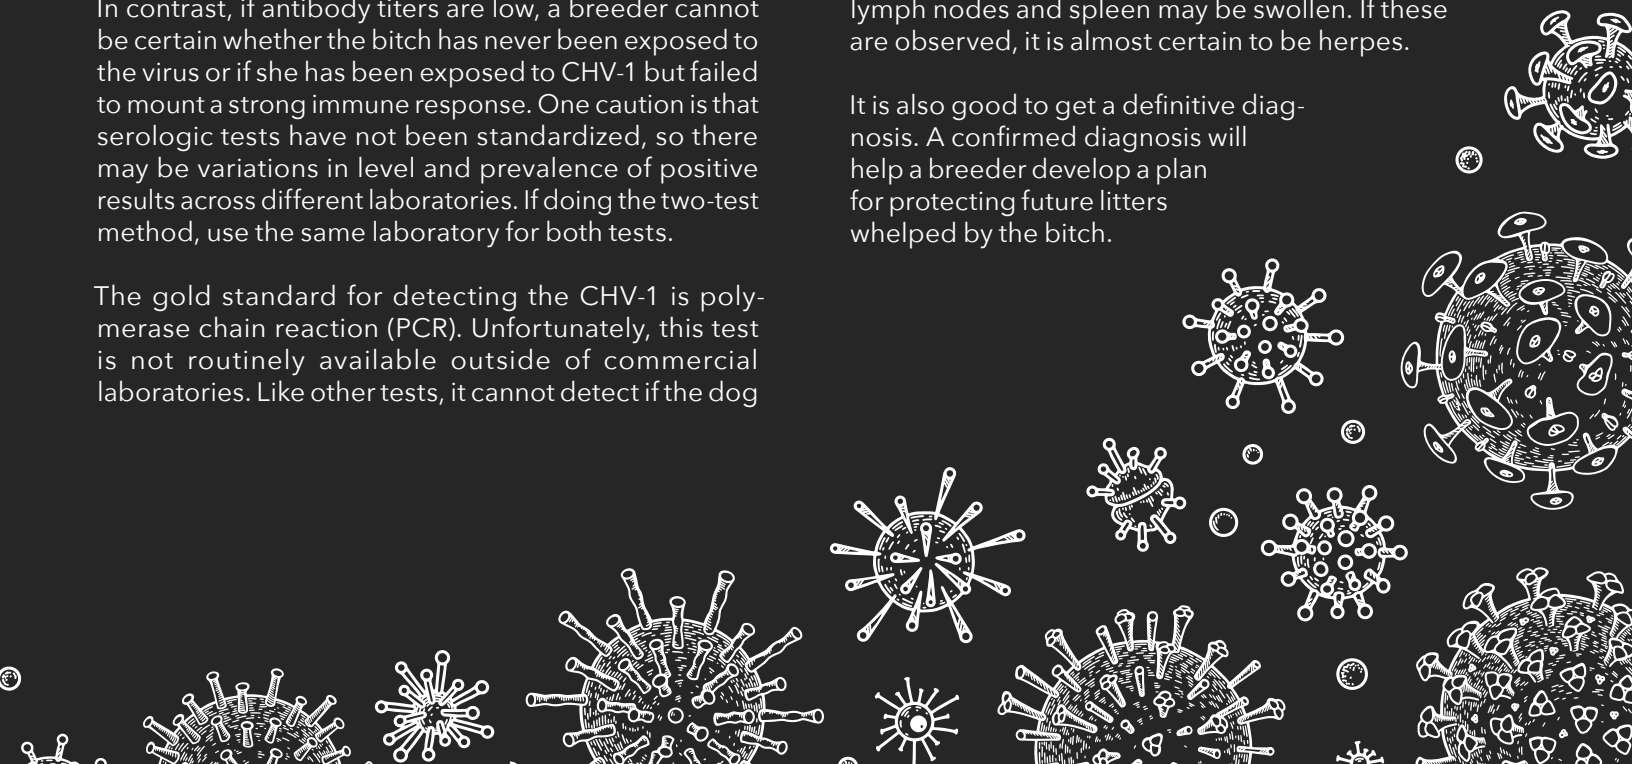 In contrast, if antibody titers are low, a breeder cannot
be certain whether the bitch has never been exposed to
the virus or if she has been exposed to CHV-1 but failed
to mount a strong immune response. One caution is that
serologic tests have not been standardized, so there
may be variations in level and prevalence of positive
results across different laboratories. If doing the two-test
method, use the same laboratory for both tests.
The gold standard for detecting the CHV-1 is poly-
merase chain reaction (PCR). Unfortunately, this test
is not routinely available outside of commercial
laboratories. Like other tests, it cannot detect if the dog
lymph nodes and spleen may be swollen. If these
are observed, it is almost certain to be herpes.
It is also good to get a definitive diag-
nosis. A confirmed diagnosis will
help a breeder develop a plan
for protecting future litters
whelped by the bitch.